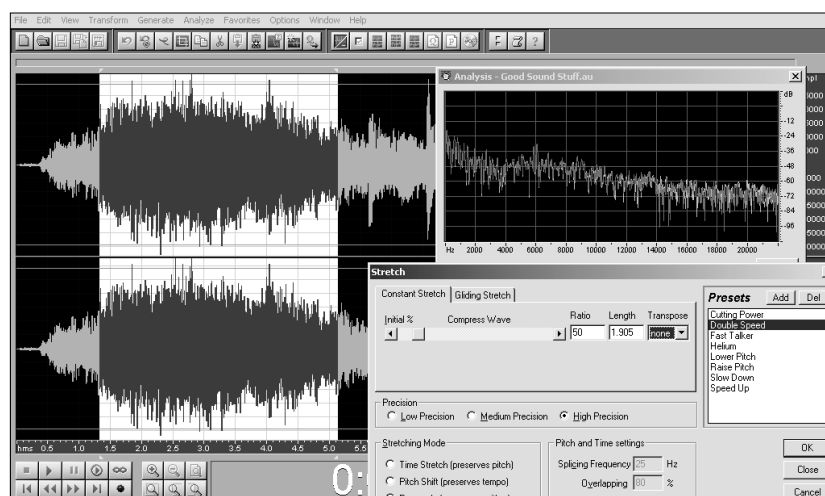 File Edit View Transform Generate Analyze Favorites Options Window Help
Analysis - Good Sound Stuff.au
dB
-12
-24
-36
-48
-60
-72
-84
-96
Hz 2000 4000 6000 8000 10000 12000 14000 16000 18000 20000
Stretch
Constant Stretch Gliding Stretch
Initial % Compress Wave Ratio Length Transpose
50 1.905 none
Presets Add Del
Cutting Power
Double Speed
Fast Talker
Helium
Lower Pitch
Raise Pitch
Slow Down
Speed Up
Precision
Low Precision Medium Precision High Precision
hms 0.5 1.0 1.5 2.0 2.5 3.0 3.5 4.0 4.5 5.0 5.5
Stretching Mode
Time Stretch (preserves pitch)
Pitch Shift (preserves tempo)
Pitch and Time settings
Splicing Frequency 25 Hz
Overlapping 80 %
OK
Close
Cancel
0: